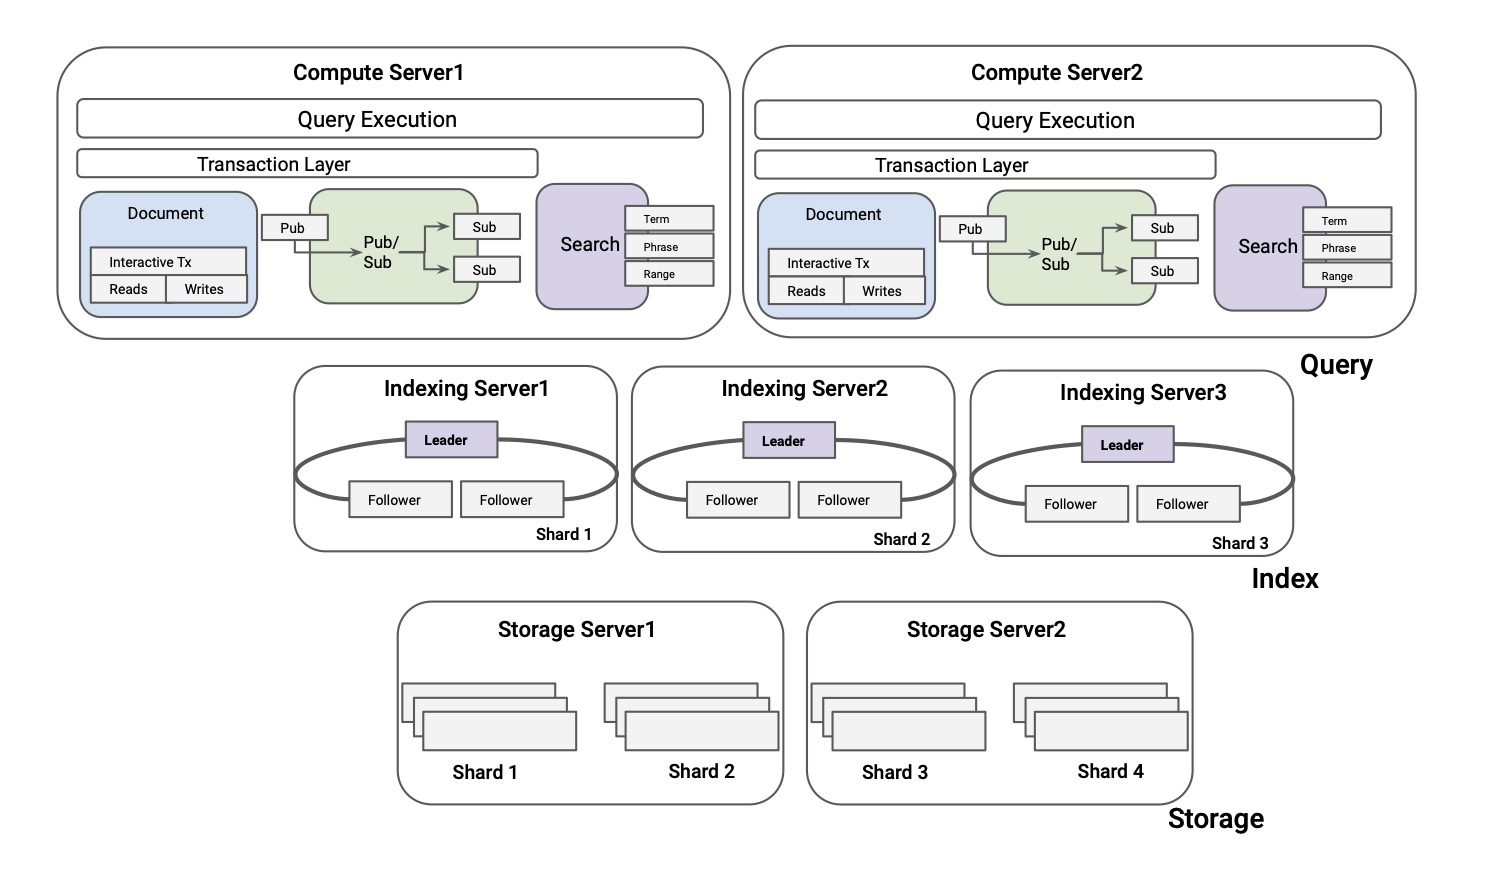 Compute Server1
Query Execution
Transaction Layer
Document
Interactive Tx
Reads
Writes
Pub
Pub/
Sub
Sub
Sub
Search
Term
Phrase
Range
Compute Server2
Query Execution
Transaction Layer
Document
Interactive Tx
Reads
Writes
Pub
Pub/
Sub
Sub
Sub
Search
Term
Phrase
Range
Query
Indexing Server1
Leader
Follower
Follower
Shard 1
Indexing Server2
Leader
Follower
Follower
Shard 2
Indexing Server3
Leader
Follower
Follower
Shard 3
Index
Storage Server1
Shard 1
Shard 2
Storage Server2
Shard 3
Shard 4
Storage